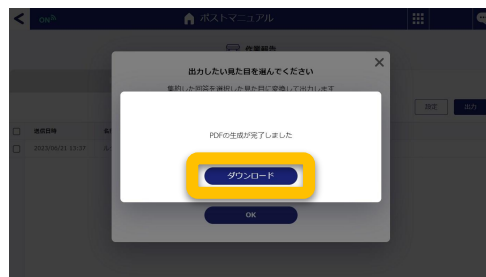 ON
ポストマニュアル
作業報告
出力したい見た目を選んでください
集約した回答を選択した見た目に変換して出力します
設定
出力
送信日時
PDFの生成が完了しました
2023/08/31 13:37
ダウンロード
OK